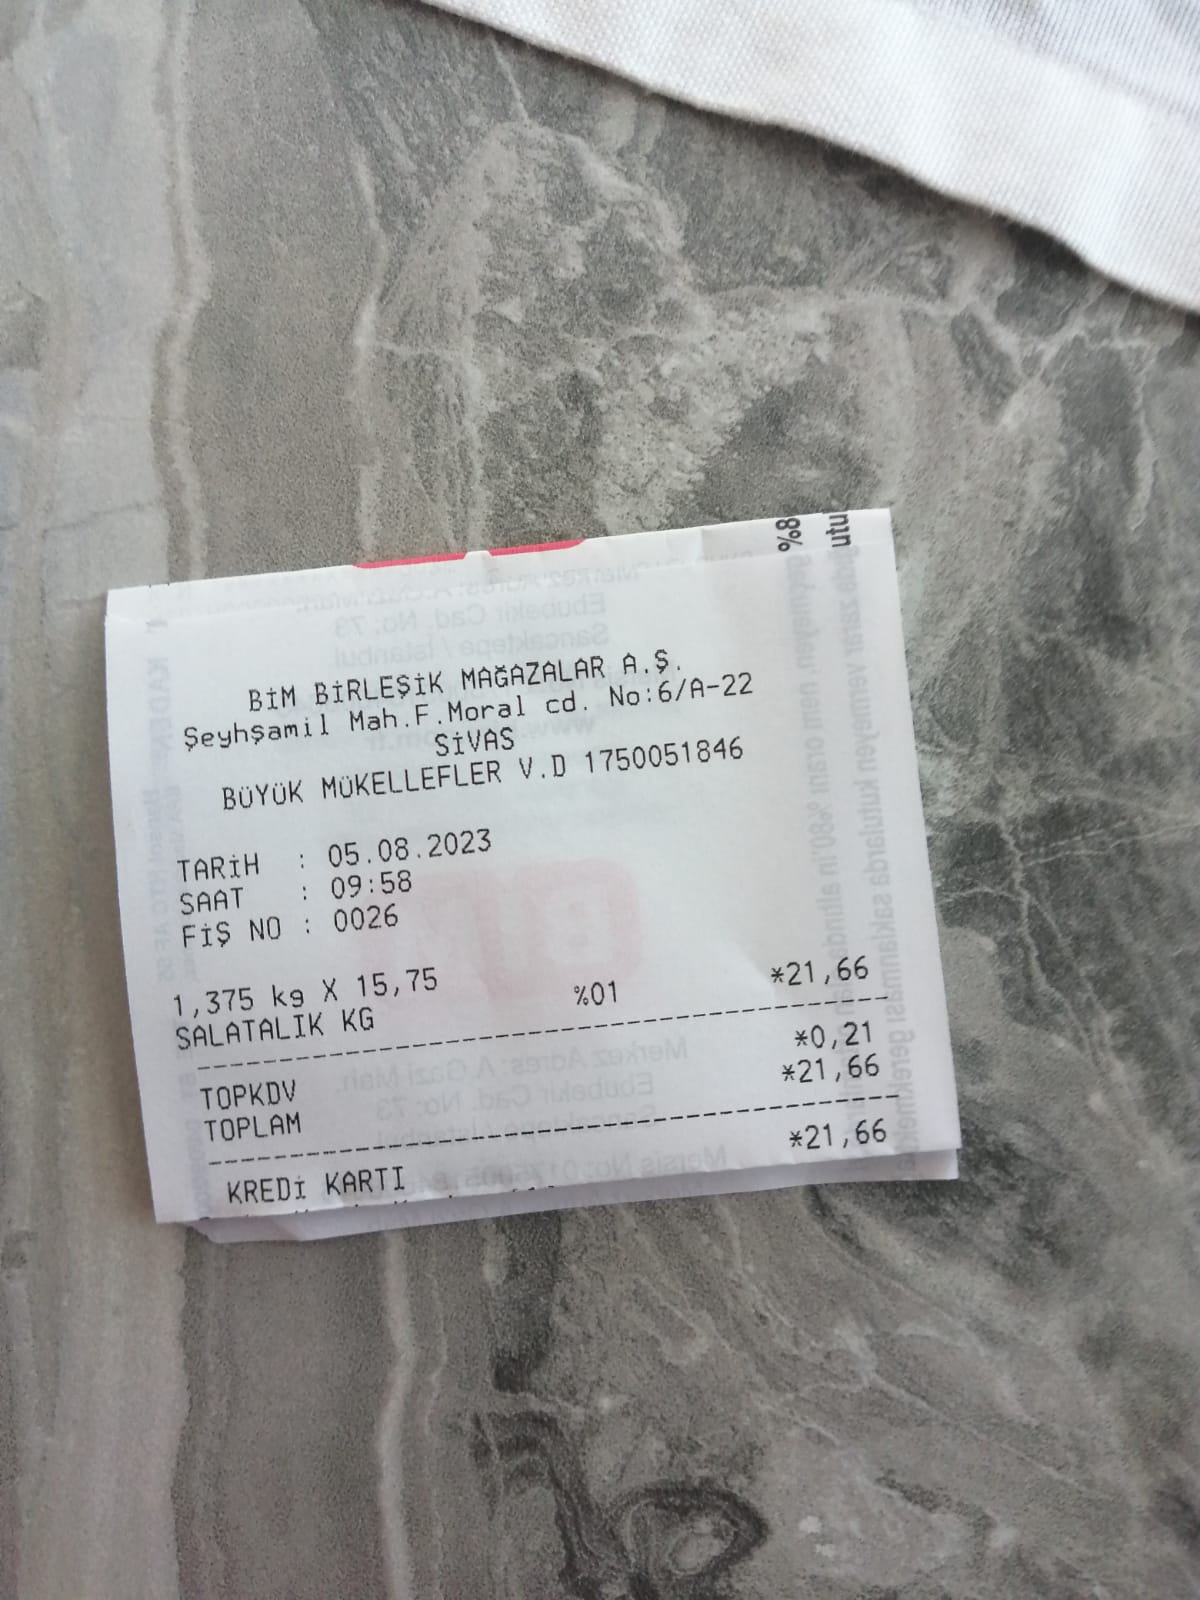 BİM BİRLEŞİK MAĞAZALAR A.Ş.
ŞeyhŞamil Mah.F.Moral cd. No:6/A-22
SİVAS
BÜYÜK MÜKELLEFLER V.D 1750051846
TARİH : 05.08.2023
SAAT : 09:58
FİŞ NO : 0026
1,375 kg X 15,75
SALATALIK KG %01 *21,66
TOPKDV *0,21
TOPLAM *21,66
KREDİ KARTI *21,66